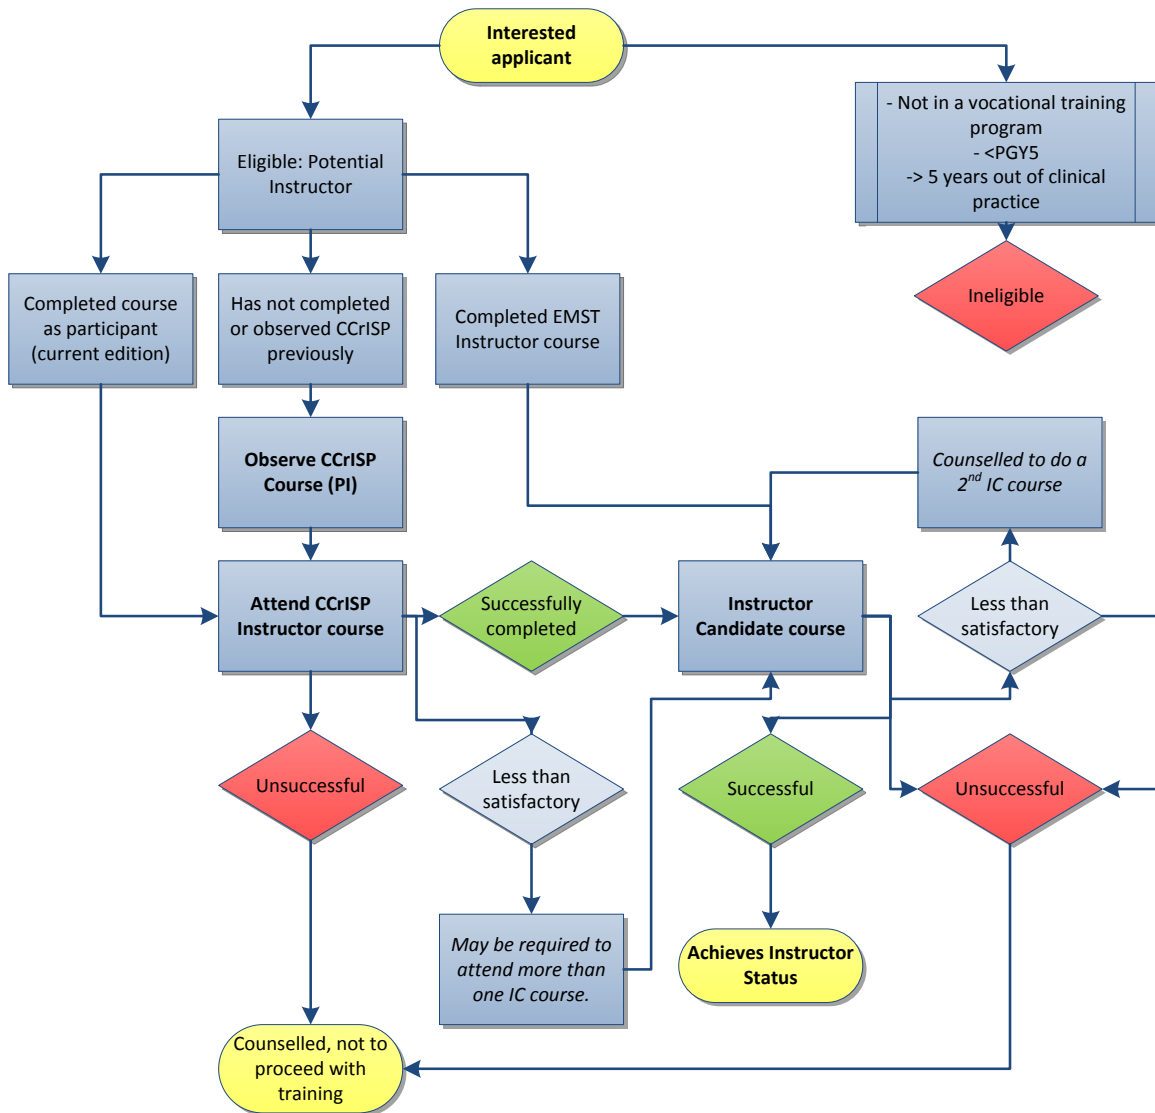 Interested
applicant
- Not in a vocational training
program
- <PGY5
-> 5 years out of clinical
practice
Eligible: Potential
Instructor
Ineligible
Completed course
as participant
(current edition)
Has not completed
or observed CCrISP
previously
Completed EMST
Instructor course
Observe CCrISP
Course (PI)
Counselled to do a
2nd IC course
Attend CCrISP
Instructor course
Successfully
completed
Instructor
Candidate course
Less than
satisfactory
Unsuccessful
Less than
satisfactory
Successful
Unsuccessful
May be required to
attend more than
one IC course.
Achieves Instructor
Status
Counselled, not to
proceed with
training